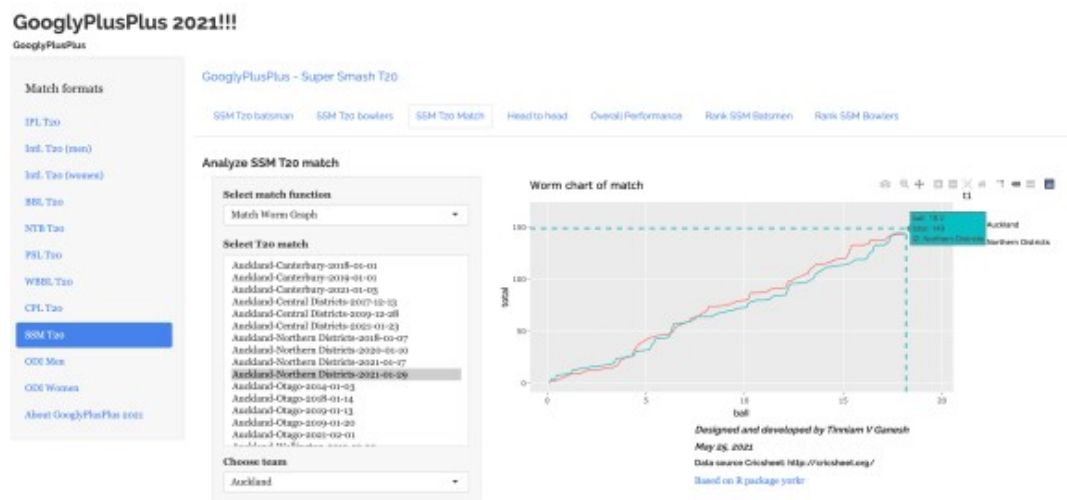 GooglyPlusPlus 2021!!!
GooglyPlusPlus
Match formats
IPL T20
Intl. T20 (men)
Intl. T20 (women)
BBL T20
NTB T20
PSL T20
WBBL T20
CPL T20
SSM T20
ODI Men
ODI Women
About GooglyPlusPlus 2021
GooglyPlusPlus - Super Smash T20
SSM T20 batsman SSM T20 bowlers SSM T20 Match Head to head Overall Performance Rank SSM Batsmen Rank SSM Bowlers
Analyze SSM T20 match
Select match function
Match Worm Graph
Select T20 match
Auckland-Canterbury-2018-01-01
Auckland-Canterbury-2019-01-01
Auckland-Canterbury-2021-01-03
Auckland-Central Districts-2017-12-13
Auckland-Central Districts-2019-12-28
Auckland-Central Districts-2021-01-23
Auckland-Northern Districts-2018-01-07
Auckland-Northern Districts-2020-01-10
Auckland-Northern Districts-2021-01-17
Auckland-Northern Districts-2021-01-29
Auckland-Otago-2014-01-03
Auckland-Otago-2018-01-14
Auckland-Otago-2019-01-13
Auckland-Otago-2019-01-20
Auckland-Otago-2021-02-01
Choose team
Auckland
Worm chart of match
t1
Auckland
Northern Districts
total
150
100
50
0
0 5 10 15 20
ball
Designed and developed by Tinniam V Ganesh
May 25, 2021
Data source Cricsheet: http://cricsheet.org/
Based on R package yorkr